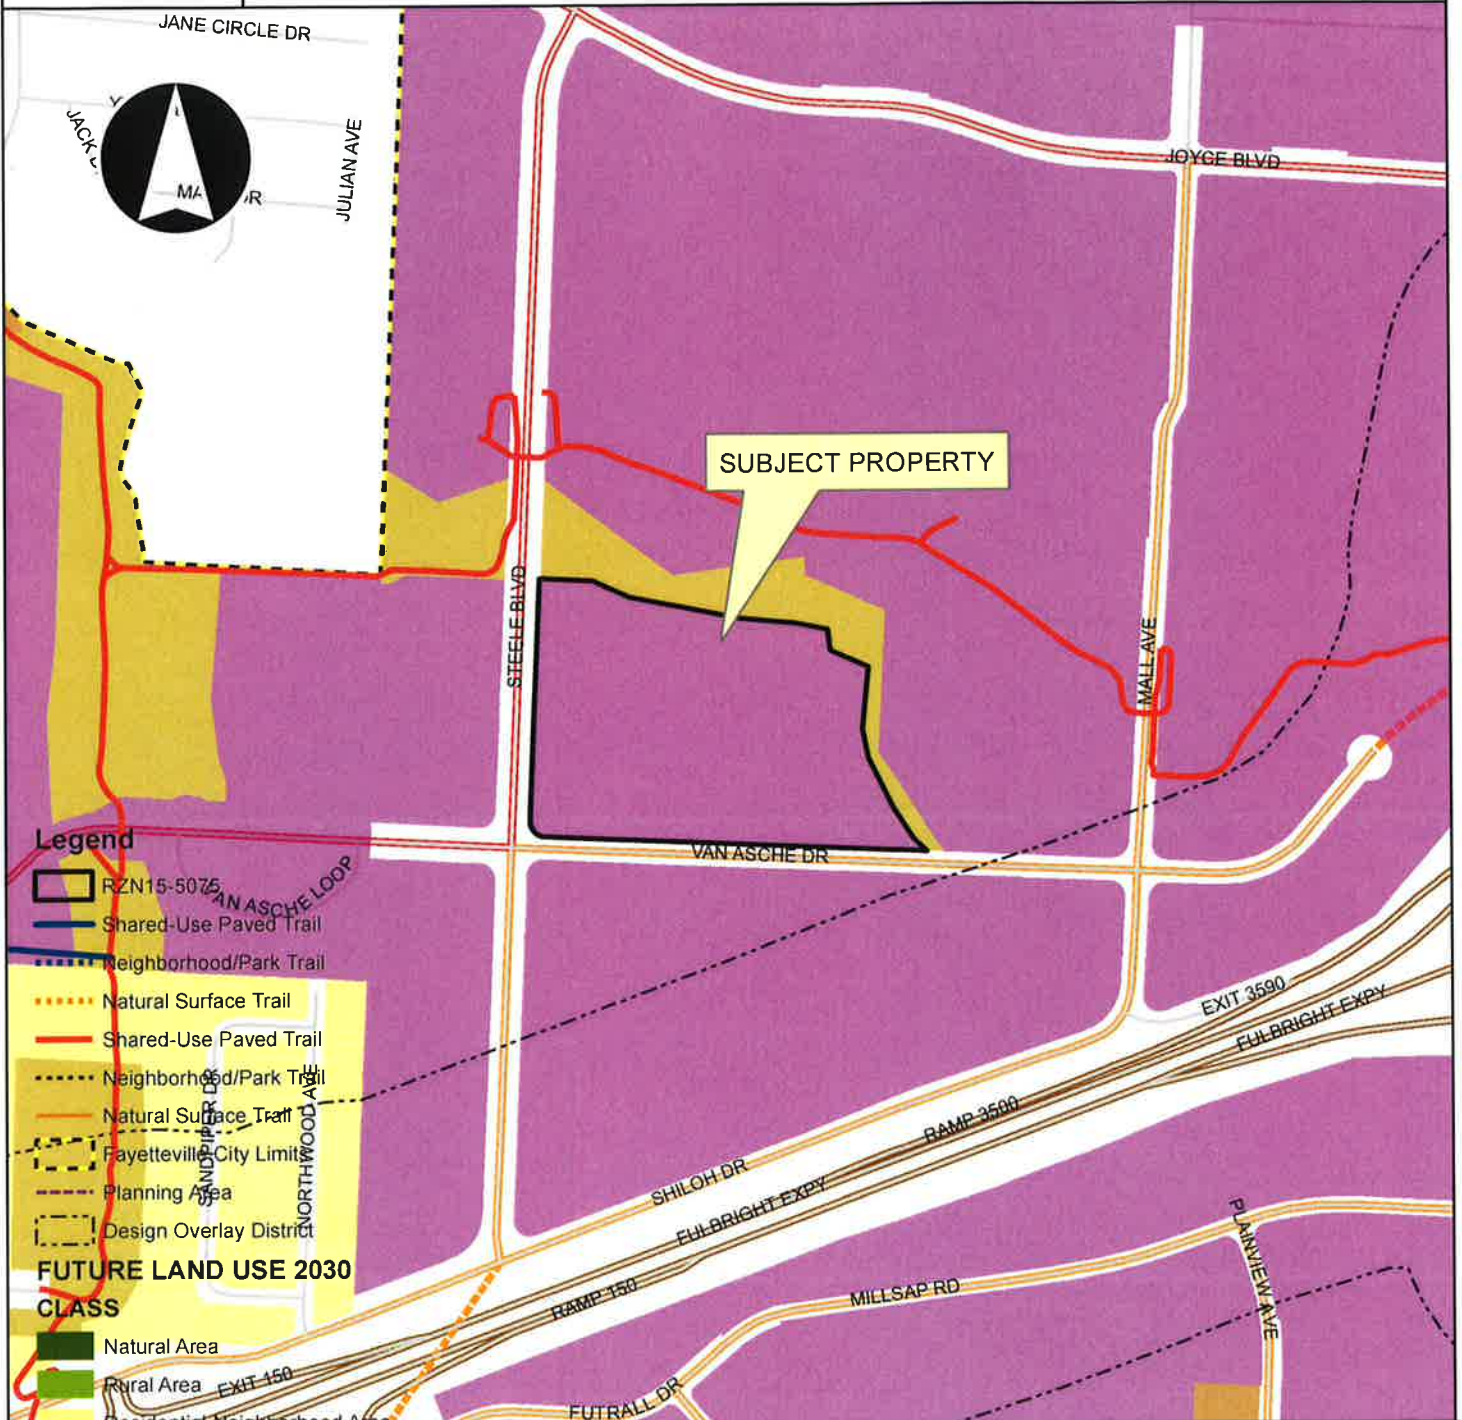 JANE CIRCLE DR
JULIAN AVE
JOYCE BLVD
SUBJECT PROPERTY
STEELE BLVD
MALL AVE
VAN ASCHE DR
VAN ASCHE LOOP
Legend
RZN15-5075
Shared-Use Paved Trail
Neighborhood/Park Trail
Natural Surface Trail
Shared-Use Paved Trail
Neighborhood/Park Trail
Natural Surface Trail
Fayetteville City Limits
Planning Area
Design Overlay District
FUTURE LAND USE 2030
CLASS
Natural Area
Rural Area
Residential Neighborhood Area
SANDPIPER DR
NORTHWOOD AVE
EXIT 3590
FULBRIGHT EXPY
RAMP 3500
SHILOH DR
FULBRIGHT EXPY
RAMP 150
MILLSAP RD
PLAINVIEW AVE
EXIT 150
FUTRALL DR